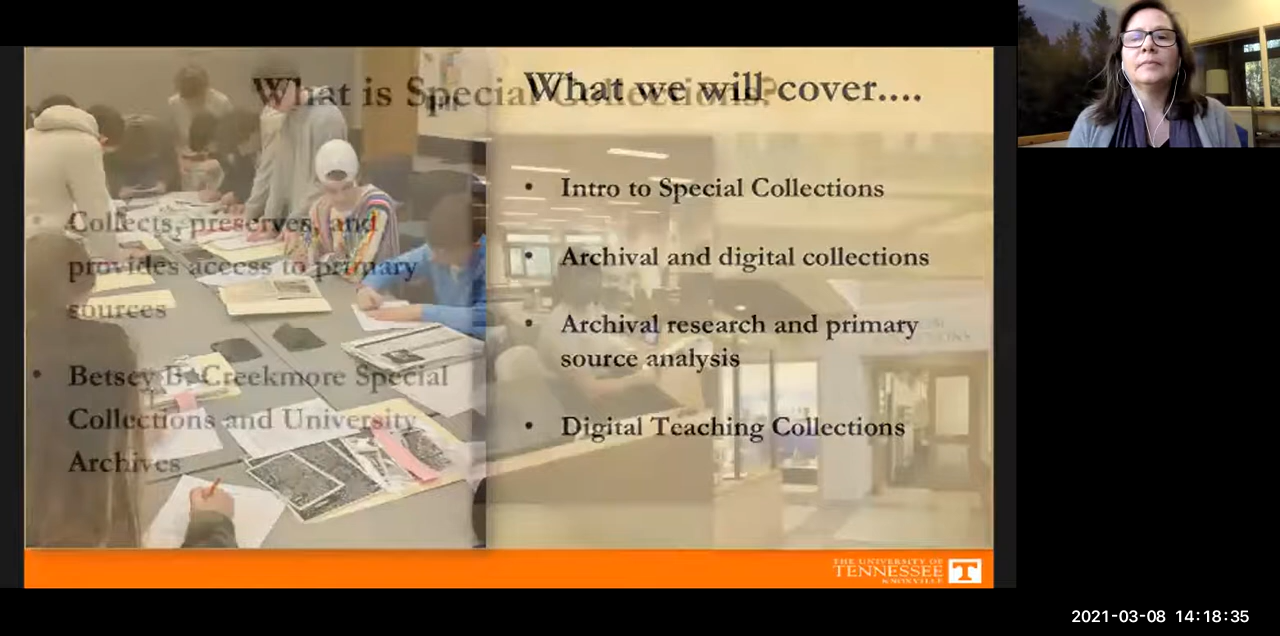 What is Special Collections?
What we will cover....
• Intro to Special Collections
• Archival and digital collections
• Archival research and primary
source analysis
• Digital Teaching Collections
• Collects, preserves, and
provides access to primary
sources
• Betsey B. Creekmore Special
Collections and University
Archives
THE UNIVERSITY OF
TENNESSEE
KNOXVILLE
T
2021-03-08 14:18:35